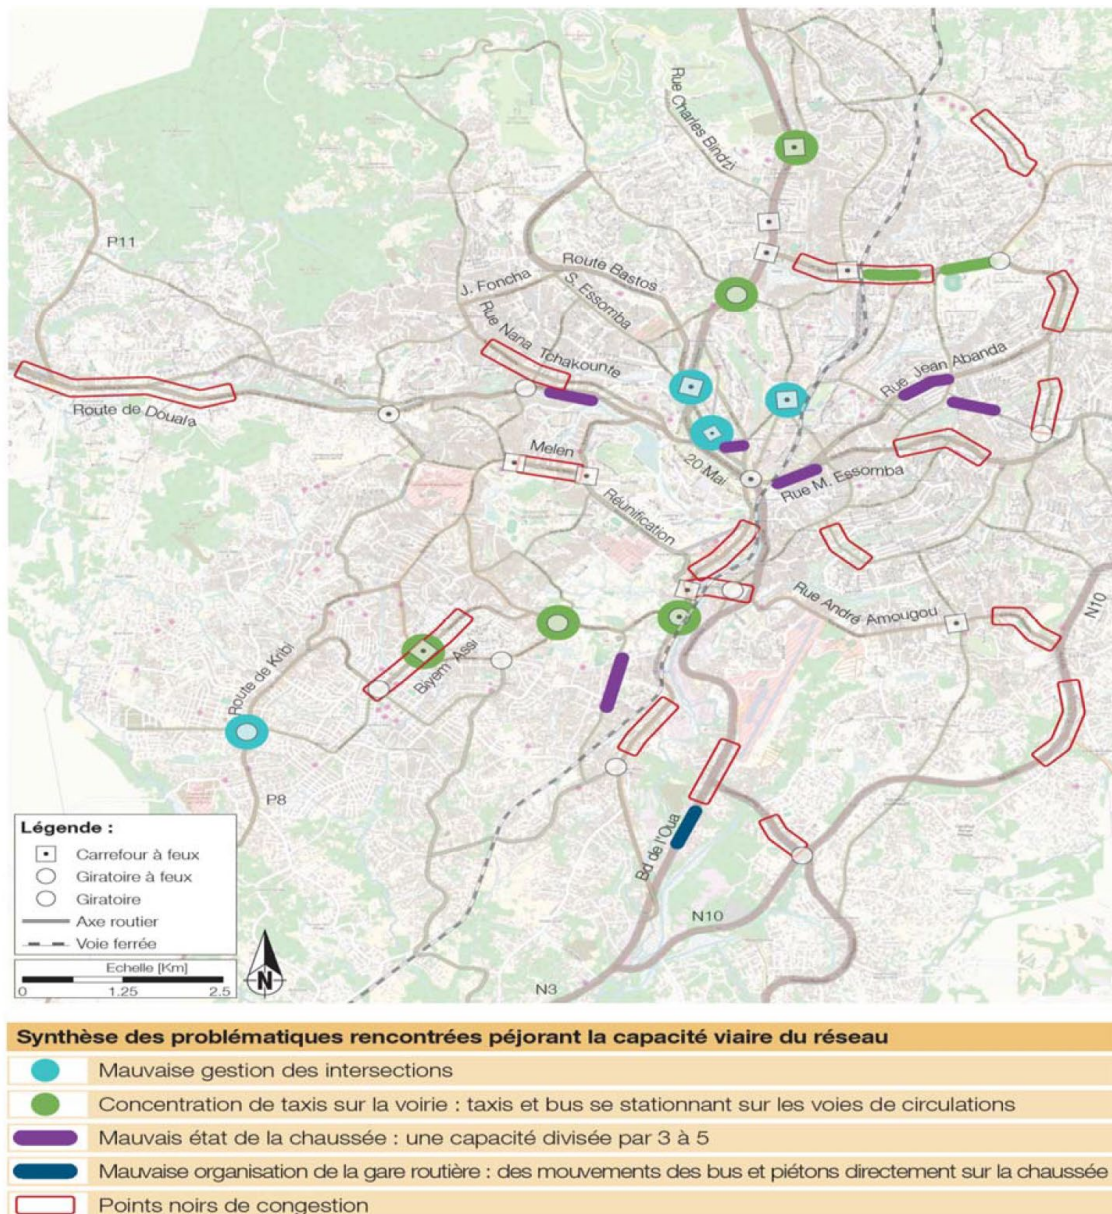 Rue Charles Bindzi
P11
Route Bastos
J. Foncha
S. Essomba
Rue Nana Tchakounte
Rue Jean Abanda
Route de Douala
Melen
20 Mai
Rue M. Essomba
Réunification
Rue André Amougou
N10
Biyem Assi
Route de Kribi
P8
Bd de l'Oua
N10
N3
Légende :
Carrefour à feux
Giratoire à feux
Giratoire
Axe routier
Voie ferrée
Echelle [Km]
0 1.25 2.5
N
Synthèse des problématiques rencontrées péjorant la capacité viaire du réseau
Mauvaise gestion des intersections
Concentration de taxis sur la voirie : taxis et bus se stationnant sur les voies de circulations
Mauvais état de la chaussée : une capacité divisée par 3 à 5
Mauvaise organisation de la gare routière : des mouvements des bus et piétons directement sur la chaussée
Points noirs de congestion